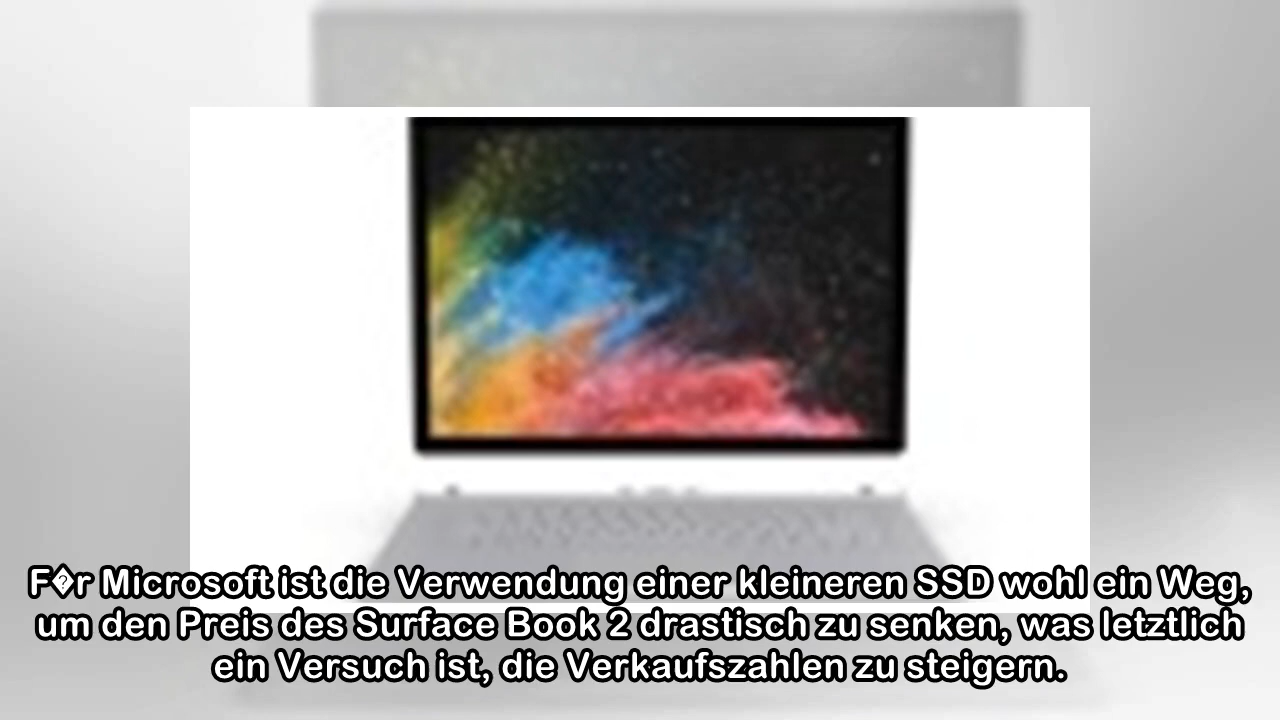 F�r Microsoft ist die Verwendung einer kleineren SSD wohl ein Weg,
um den Preis des Surface Book 2 drastisch zu senken, was letztlich
ein Versuch ist, die Verkaufszahlen zu steigern.